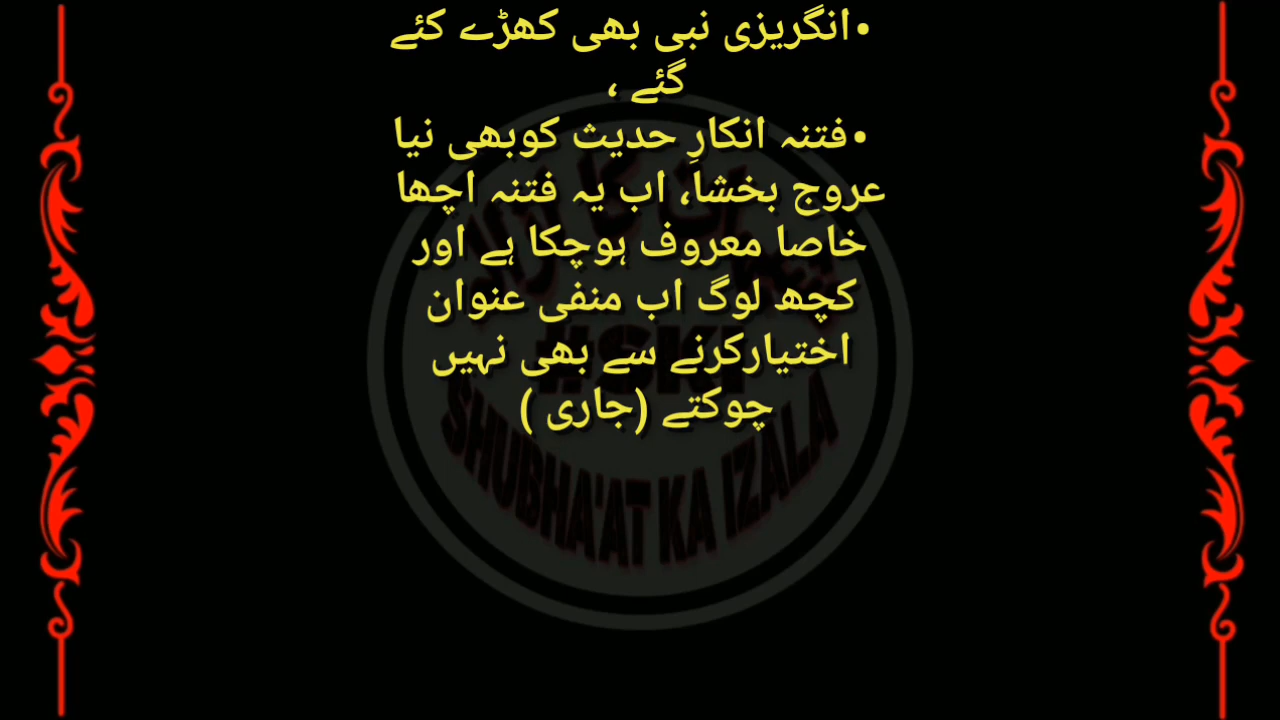 •انگریزی نبی بھی کھڑے کئے
گئے ،
•فتنہ انکارِ حدیث کوبھی نیا
عروج بخشا، اب یہ فتنہ اچھا
خاصا معروف ہوچکا ہے اور
کچھ لوگ اب منفی عنوان
اختیارکرنے سے بھی نہیں
چوکتے (جاری )
#SKI
SHUBHA'AT KA IZALA